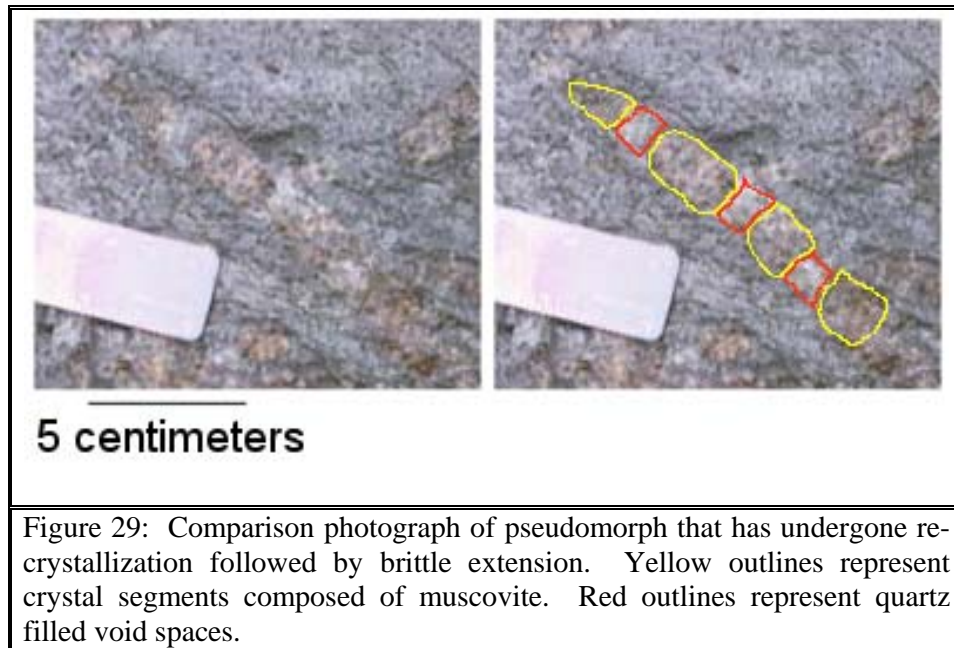 5 centimeters
Figure 29: Comparison photograph of pseudomorph that has undergone re-
crystallization followed by brittle extension. Yellow outlines represent
crystal segments composed of muscovite. Red outlines represent quartz
filled void spaces.